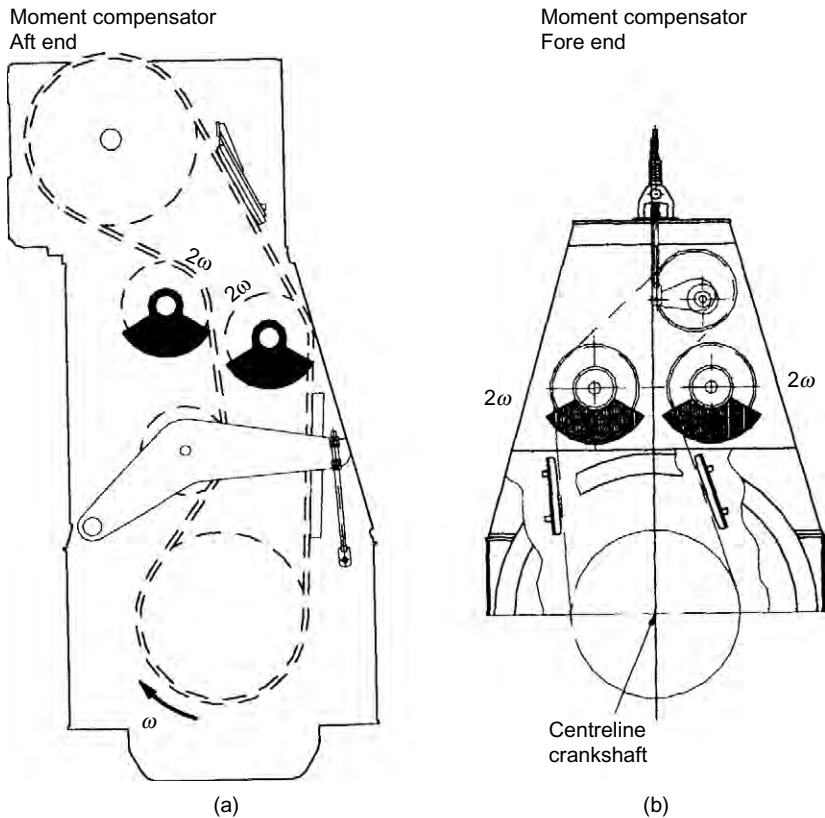 Moment compensator
Aft end
Moment compensator
Fore end
2ω
2ω
2ω
2ω
ω
Centreline
crankshaft
(a)
(b)